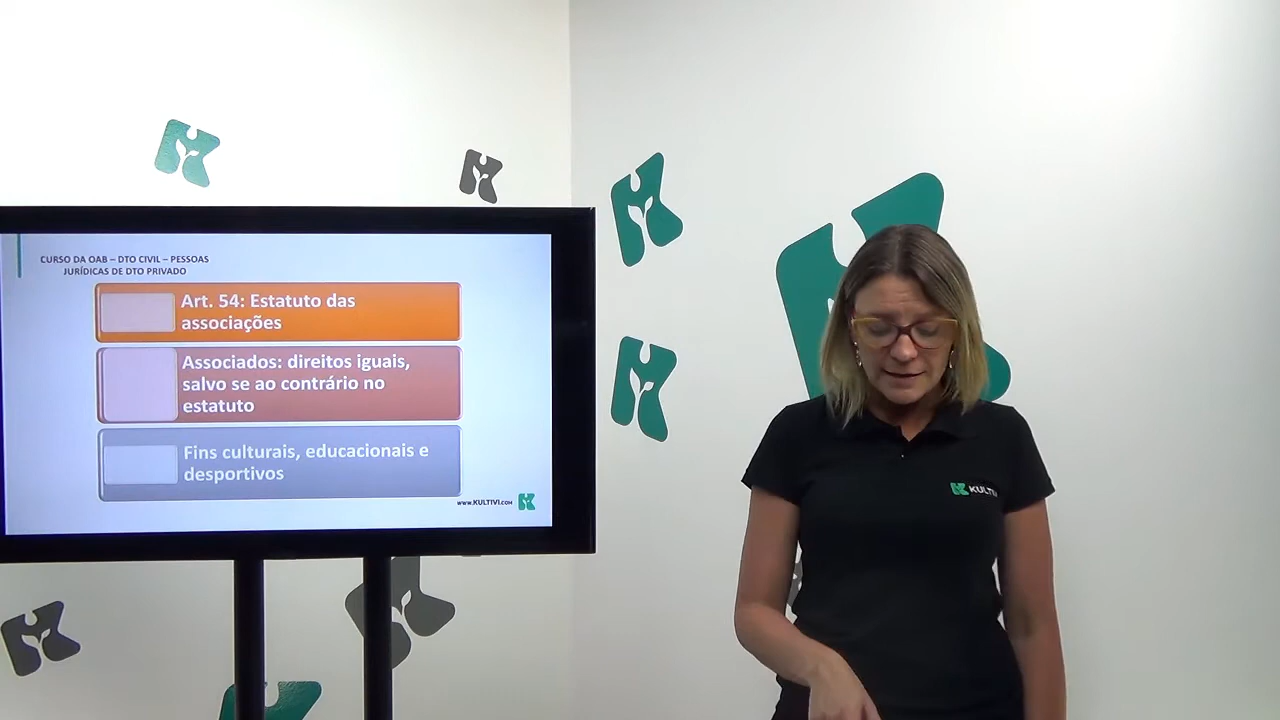 CURSO DA OAB – DTO CIVIL – PESSOAS
JURÍDICAS DE DTO PRIVADO
Art. 54: Estatuto das
associações
Associados: direitos iguais,
salvo se ao contrário no
estatuto
Fins culturais, educacionais e
desportivos
www.KULTIVI.COM
KULTIVI